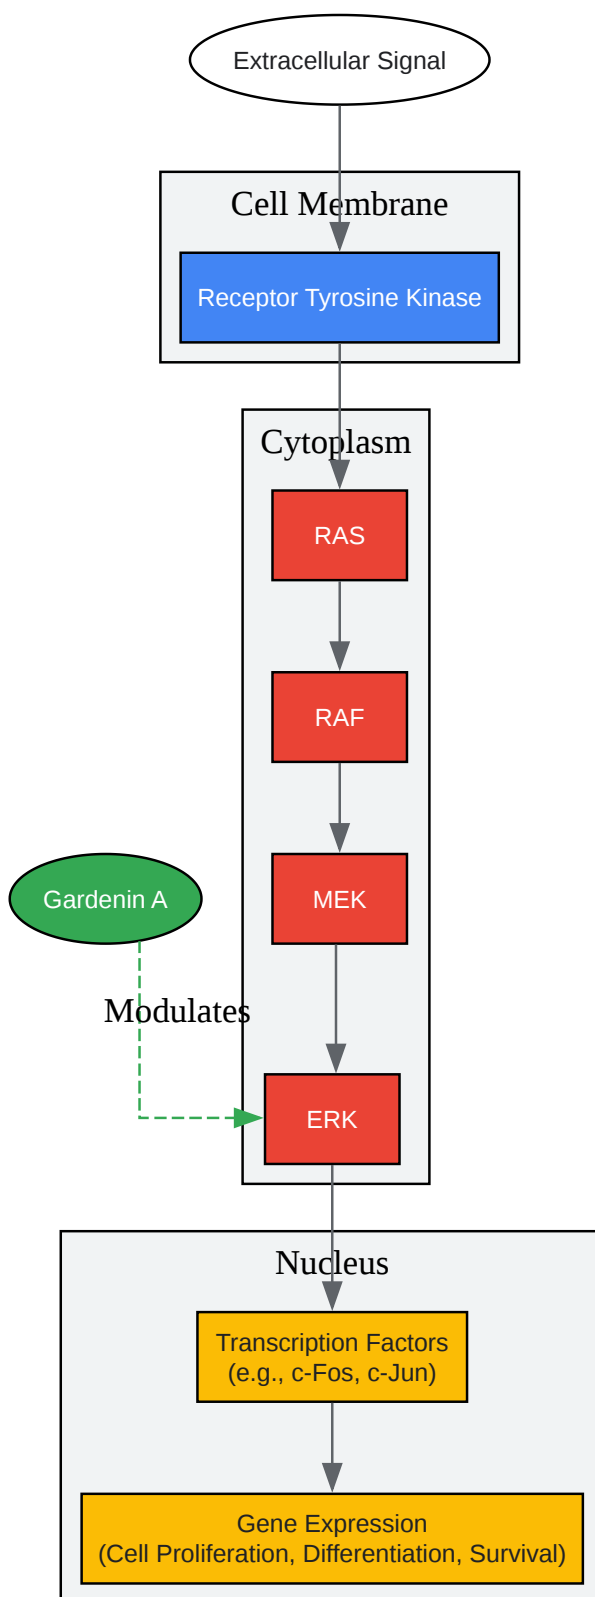 Extracellular Signal
Cell Membrane
Receptor Tyrosine Kinase
Cytoplasm
RAS
RAF
MEK
Gardenin A
Modulates
ERK
Nucleus
Transcription Factors
(e.g., c-Fos, c-Jun)
Gene Expression
(Cell Proliferation, Differentiation, Survival)